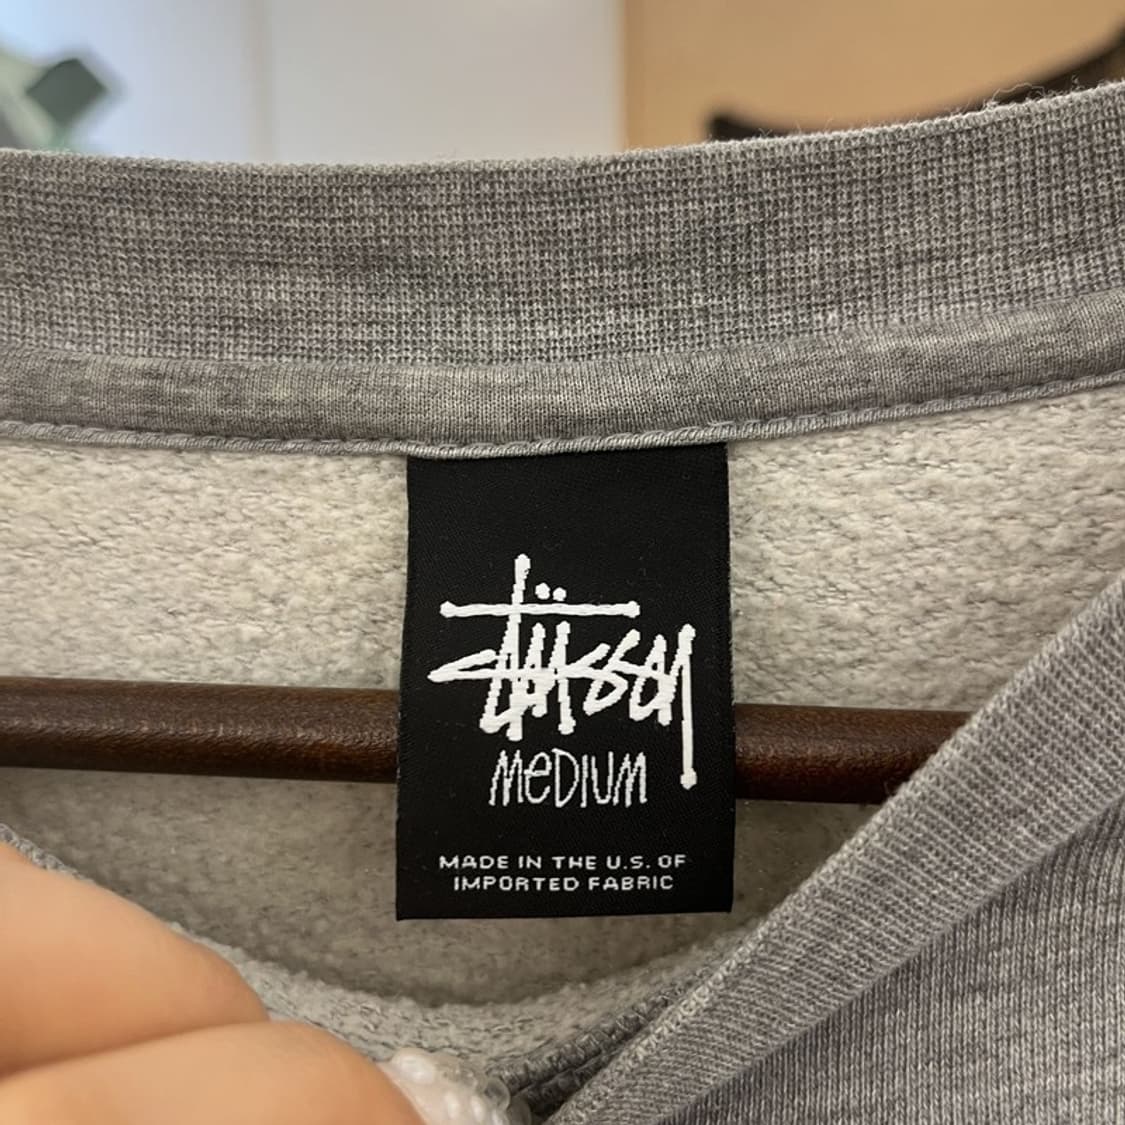 Stüssy
MeDIUM
MADE IN THE U.S. OF
IMPORTED FABRIC